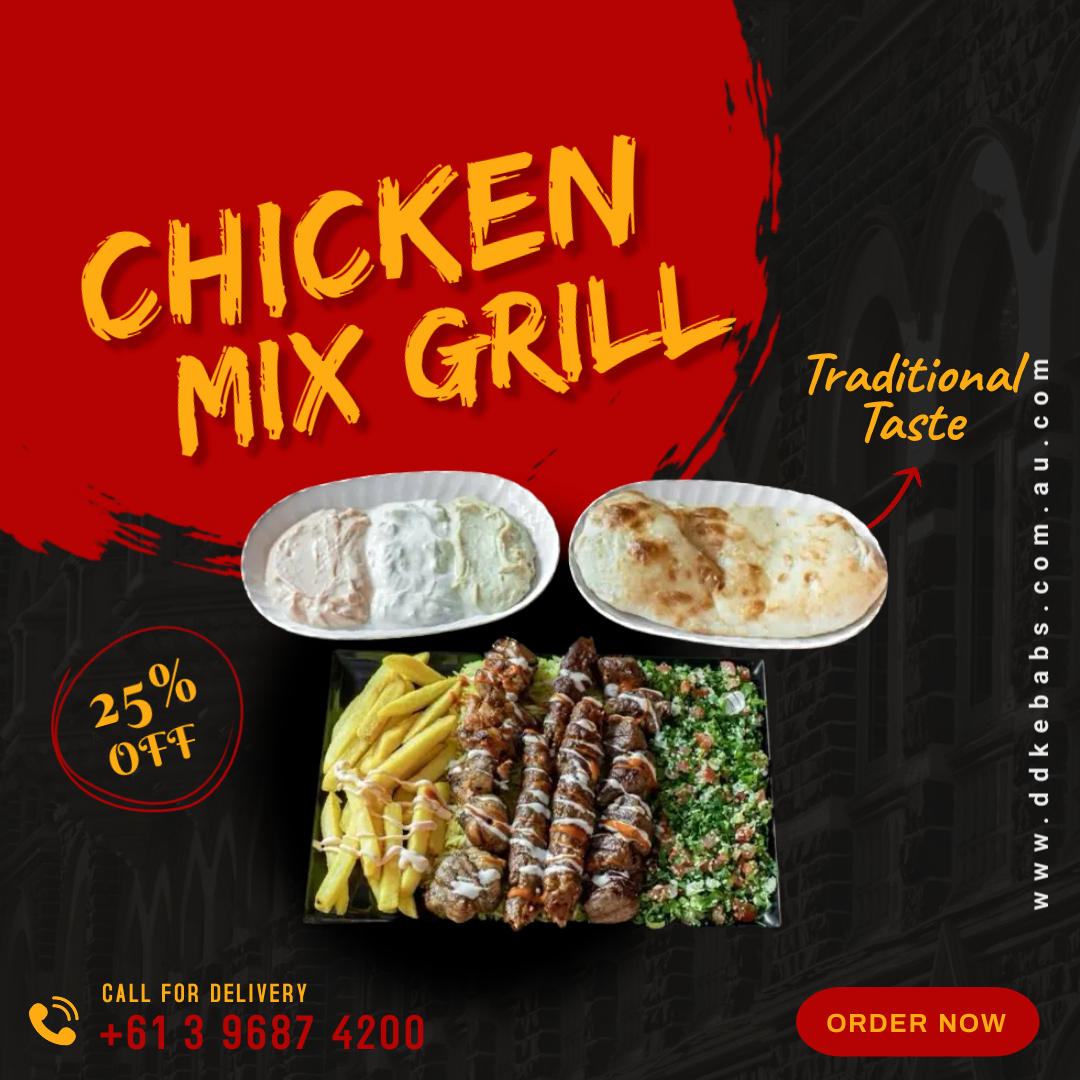 CHICKEN
MIX GRILL
Traditional
Taste
www.ddkebabs.com.au.com
25%
OFF
CALL FOR DELIVERY
+61 3 9687 4200
ORDER NOW